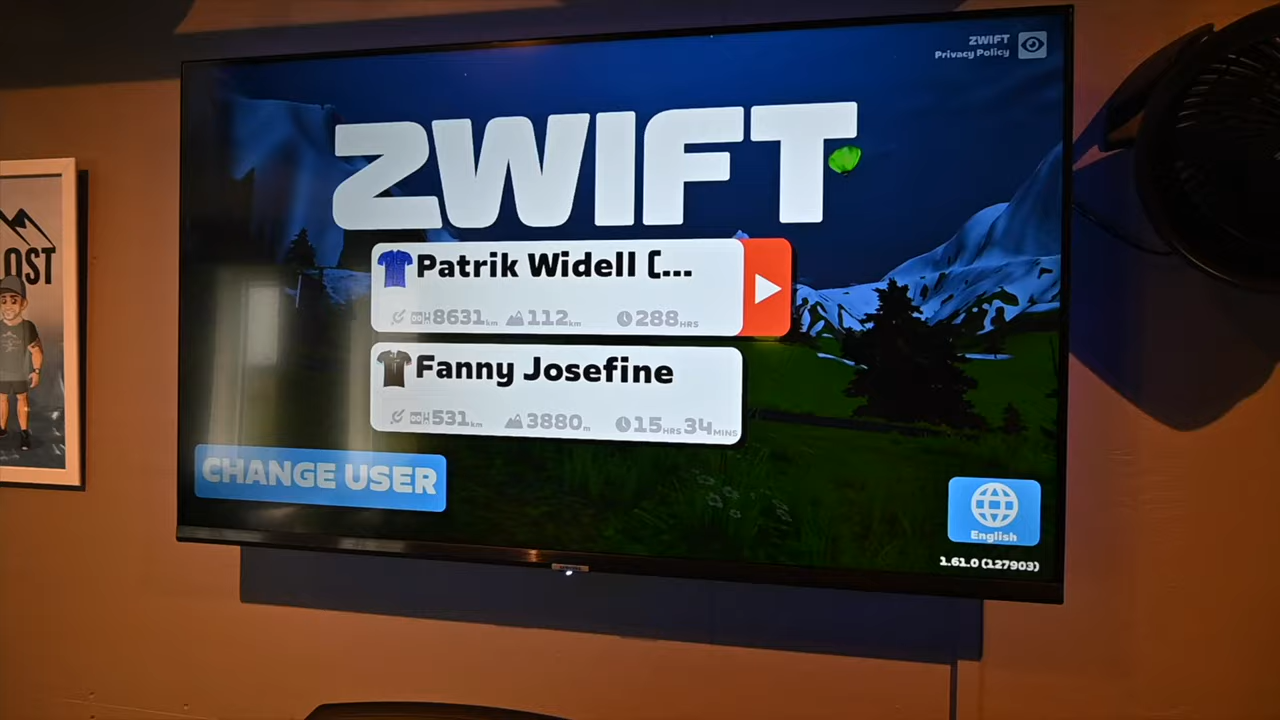 ZWIFT
Privacy Policy
ZWIFT
Patrik Widell [...
8631km 112km 288HRS
Fanny Josefine
531km 3880m 15HRS 34MINS
CHANGE USER
English
1.61.0 (127903)
OST